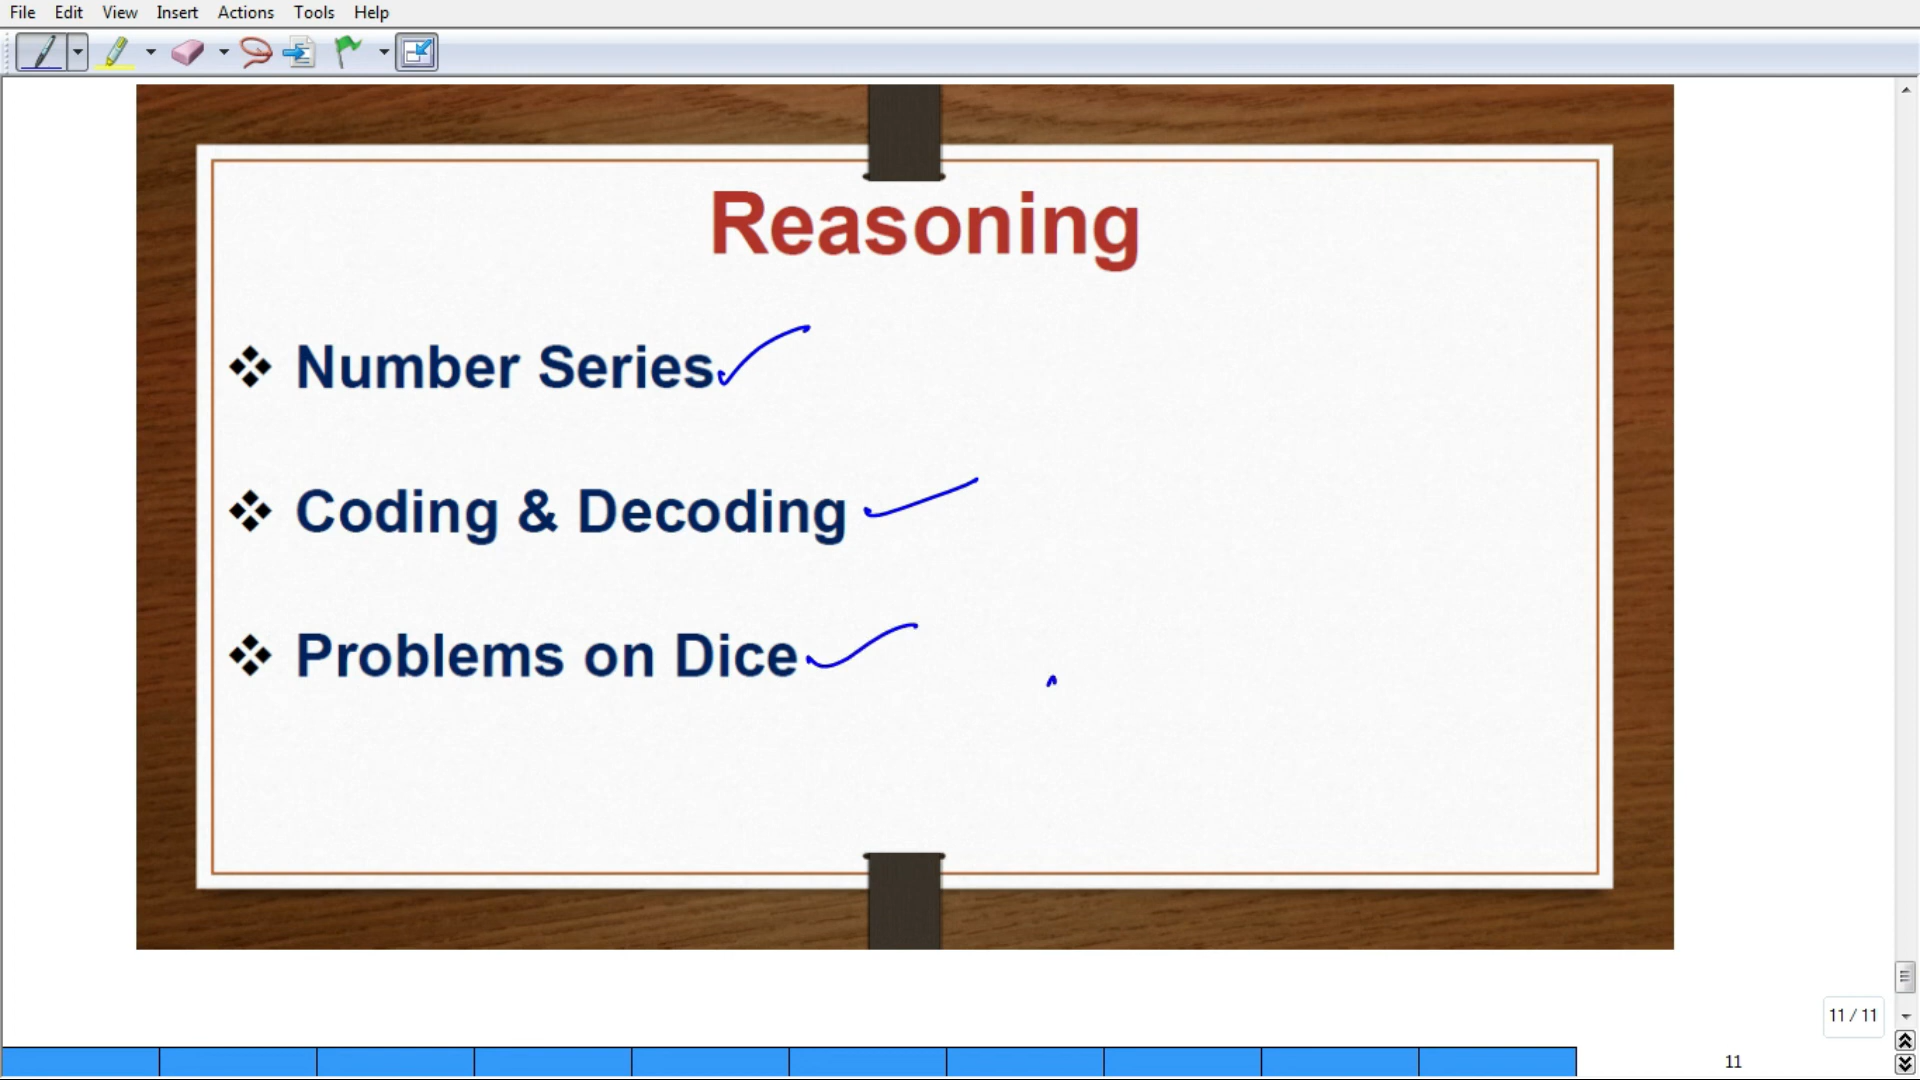 File Edit View Insert Actions Tools Help
Reasoning
❖ Number Series
❖ Coding & Decoding
❖ Problems on Dice
11 / 11
11